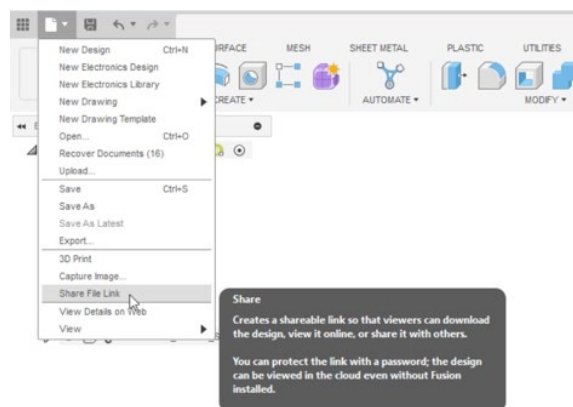 RFACE MESH SHEET METAL PLASTIC UTILITIES
CREATE AUTOMATE MODIFY
New Design Ctrl+N
New Electronics Design
New Electronics Library
New Drawing
New Drawing Template
Open... Ctrl+O
Recover Documents (16)
Upload...
Save Ctrl+S
Save As
Save As Latest
Export...
3D Print
Capture Image...
Share File Link
View Details on Web
View
Share
Creates a shareable link so that viewers can download
the design, view it online, or share it with others.
You can protect the link with a password; the design
can be viewed in the cloud even without Fusion
installed.